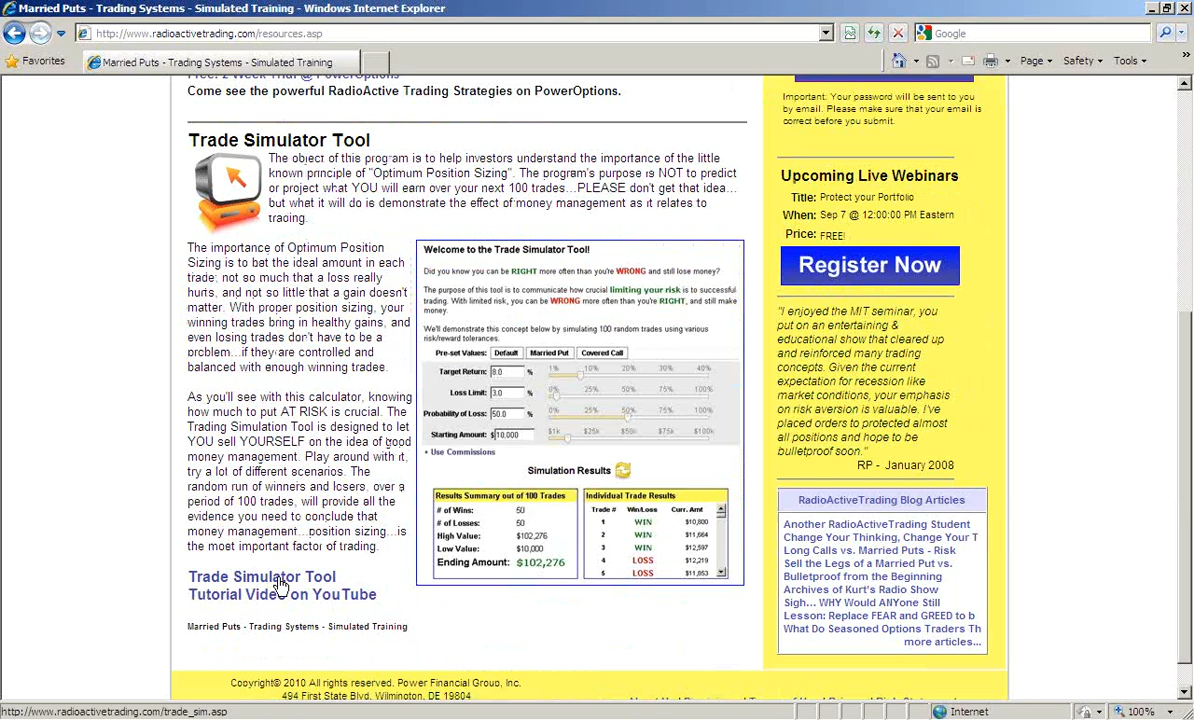 Married Puts - Trading Systems - Simulated Training - Windows Internet Explorer
http://www.radioactivetrading.com/resources.asp
Google
Favorites
Married Puts - Trading Systems - Simulated Training
Page
Safety
Tools
Free! 2 Week Trial @ PowerOptions
Come see the powerful RadioActive Trading Strategies on PowerOptions.
Trade Simulator Tool
The object of this program is to help investors understand the importance of the little
known principle of "Optimum Position Sizing". The program's purpose is NOT to predict
or project what YOU will earn over your next 100 trades...PLEASE don't get that idea...
but what it will do is demonstrate the effect of money management as it relates to
trading.
The importance of Optimum Position
Sizing is to bat the ideal amount in each
trade; not so much that a loss really
hurts, and not so little that a gain doesn't
matter. With proper position sizing, your
winning trades bring in healthy gains, and
even losing trades don't have to be a
problem...if they are controlled and
balanced with enough winning trades.
As you'll see with this calculator, knowing
how much to put AT RISK is crucial. The
Trading Simulation Tool is designed to let
YOU sell YOURSELF on the idea of good
money management. Play around with it,
try a lot of different scenarios. The
random run of winners and losers, over a
period of 100 trades, will provide all the
evidence you need to conclude that
money management...position sizing...is
the most important factor of trading.
Trade Simulator Tool
Tutorial Video on YouTube
Married Puts - Trading Systems - Simulated Training
Welcome to the Trade Simulator Tool!
Did you know you can be RIGHT more often than you're WRONG and still lose money?
The purpose of this tool is to communicate how crucial limiting your risk is to successful
trading. With limited risk, you can be WRONG more often than you're RIGHT, and still make
money.
We'll demonstrate this concept below by simulating 100 random trades using various
risk/reward tolerances.
Pre-set Values: Default Married Put Covered Call
Target Return: 8.0 % 1% 10% 20% 30% 40%
Loss Limit: 3.0 % 0% 25% 50% 75% 100%
Probability of Loss: 50.0 % 0% 25% 50% 75% 100%
Starting Amount: $10,000 $1k $25k $50k $75k $100k
+ Use Commissions
Simulation Results
Results Summary out of 100 Trades
# of Wins: 50
# of Losses: 50
High Value: $102,276
Low Value: $10,000
Ending Amount: $102,276
Individual Trade Results
Trade # Win/Loss Curr. Amt
1 WIN $10,800
2 WIN $11,664
3 WIN $12,597
4 LOSS $12,219
5 LOSS $11,853
Important: Your password will be sent to you
by email. Please make sure that your email is
correct before you submit.
Upcoming Live Webinars
Title: Protect your Portfolio
When: Sep 7 @ 12:00:00 PM Eastern
Price: FREE!
Register Now
"I enjoyed the MIT seminar, you
put on an entertaining &
educational show that cleared up
and reinforced many trading
concepts. Given the current
expectation for recession like
market conditions, your emphasis
on risk aversion is valuable. I've
placed orders to protected almost
all positions and hope to be
bulletproof soon."
RP - January 2008
RadioActiveTrading Blog Articles
Another RadioActiveTrading Student
Change Your Thinking, Change Your T
Long Calls vs. Married Puts - Risk
Sell the Legs of a Married Put vs.
Bulletproof from the Beginning
Archives of Kurt's Radio Show
Sigh... WHY Would ANYone Still
Lesson: Replace FEAR and GREED to b
What Do Seasoned Options Traders Th
more articles...
Copyright© 2010 All rights reserved. Power Financial Group, Inc.
494 First State Blvd, Wilmington, DE 19804
http://www.radioactivetrading.com/trade_sim.asp
Internet
100%